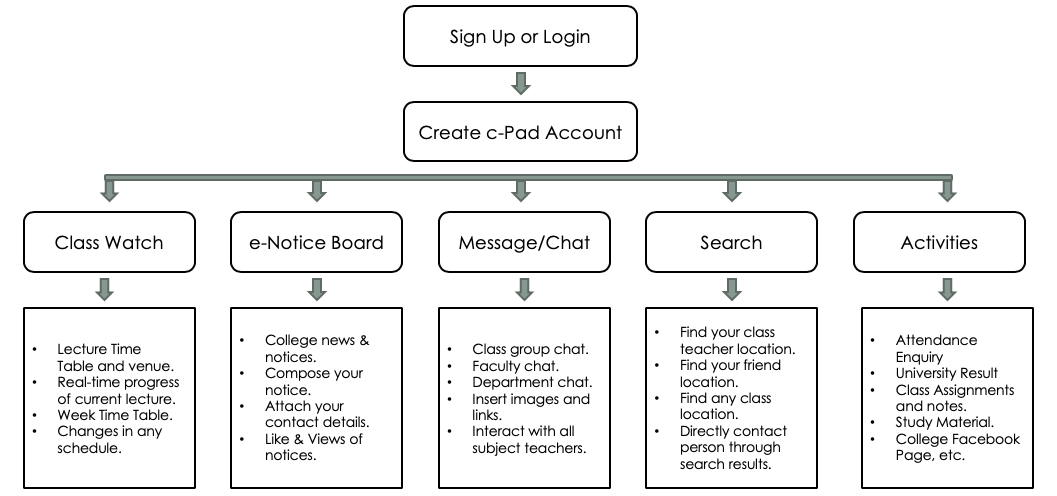 Sign Up or Login
Create c-Pad Account
Class Watch
e-Notice Board
Message/Chat
Search
Activities
• Lecture Time
Table and venue.
• Real-time progress
of current lecture.
• Week Time Table.
• Changes in any
schedule.
• College news &
notices.
• Compose your
notice.
• Attach your
contact details.
• Like & Views of
notices.
• Class group chat.
• Faculty chat.
• Department chat.
• Insert images and
links.
• Interact with all
subject teachers.
• Find your class
teacher location.
• Find your friend
location.
• Find any class
location.
• Directly contact
person through
search results.
• Attendance
Enquiry
• University Result
• Class Assignments
and notes.
• Study Material.
• College Facebook
Page, etc.